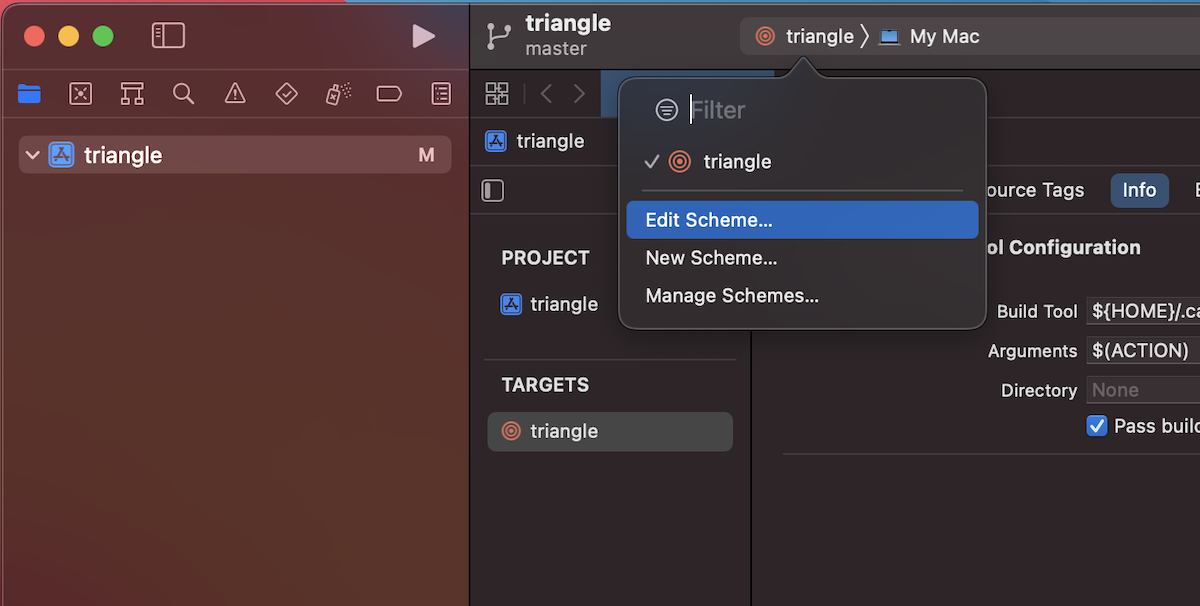 triangle
master
triangle
My Mac
triangle
M
triangle
Filter
triangle
Edit Scheme...
New Scheme...
Manage Schemes...
ource Tags
Info
PROJECT
triangle
TARGETS
triangle
ol Configuration
Build Tool ${HOME}/.ca
Arguments $(ACTION)
Directory None
Pass build